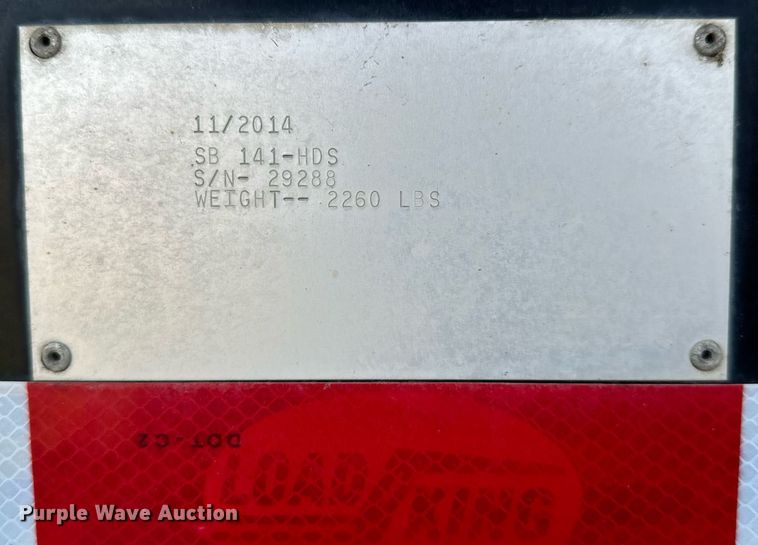 11/2014
SB 141-HDS
S/N- 29288
WEIGHT-- 2260 LBS
DOT-C2
LOAD KING
Purple Wave Auction